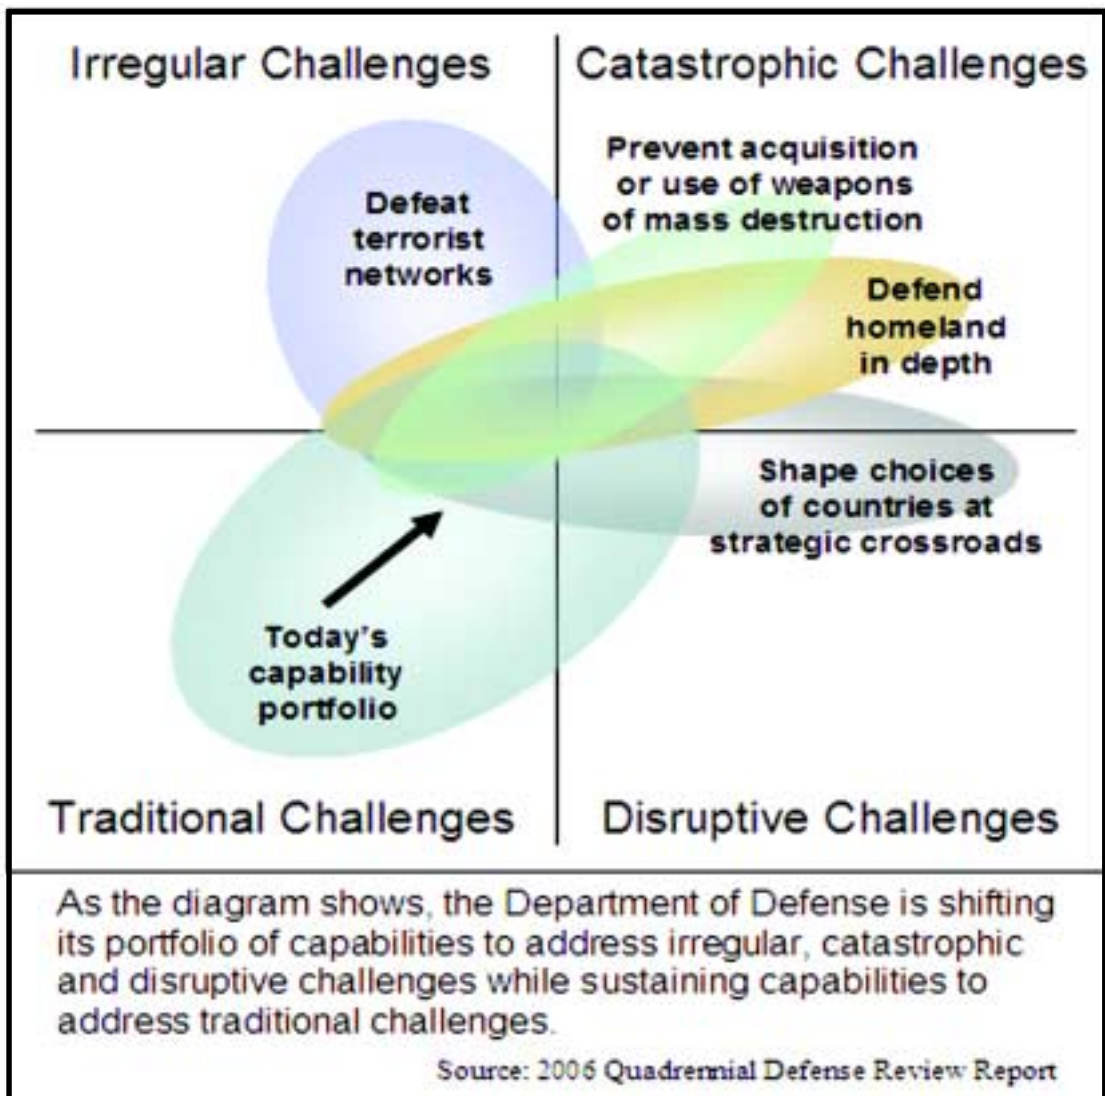 Irregular Challenges
Catastrophic Challenges
Prevent acquisition
or use of weapons
of mass destruction
Defeat
terrorist
networks
Defend
homeland
in depth
Shape choices
of countries at
strategic crossroads
Today's
capability
portfolio
Traditional Challenges
Disruptive Challenges
As the diagram shows, the Department of Defense is shifting
its portfolio of capabilities to address irregular, catastrophic
and disruptive challenges while sustaining capabilities to
address traditional challenges.
Source: 2006 Quadrennial Defense Review Report